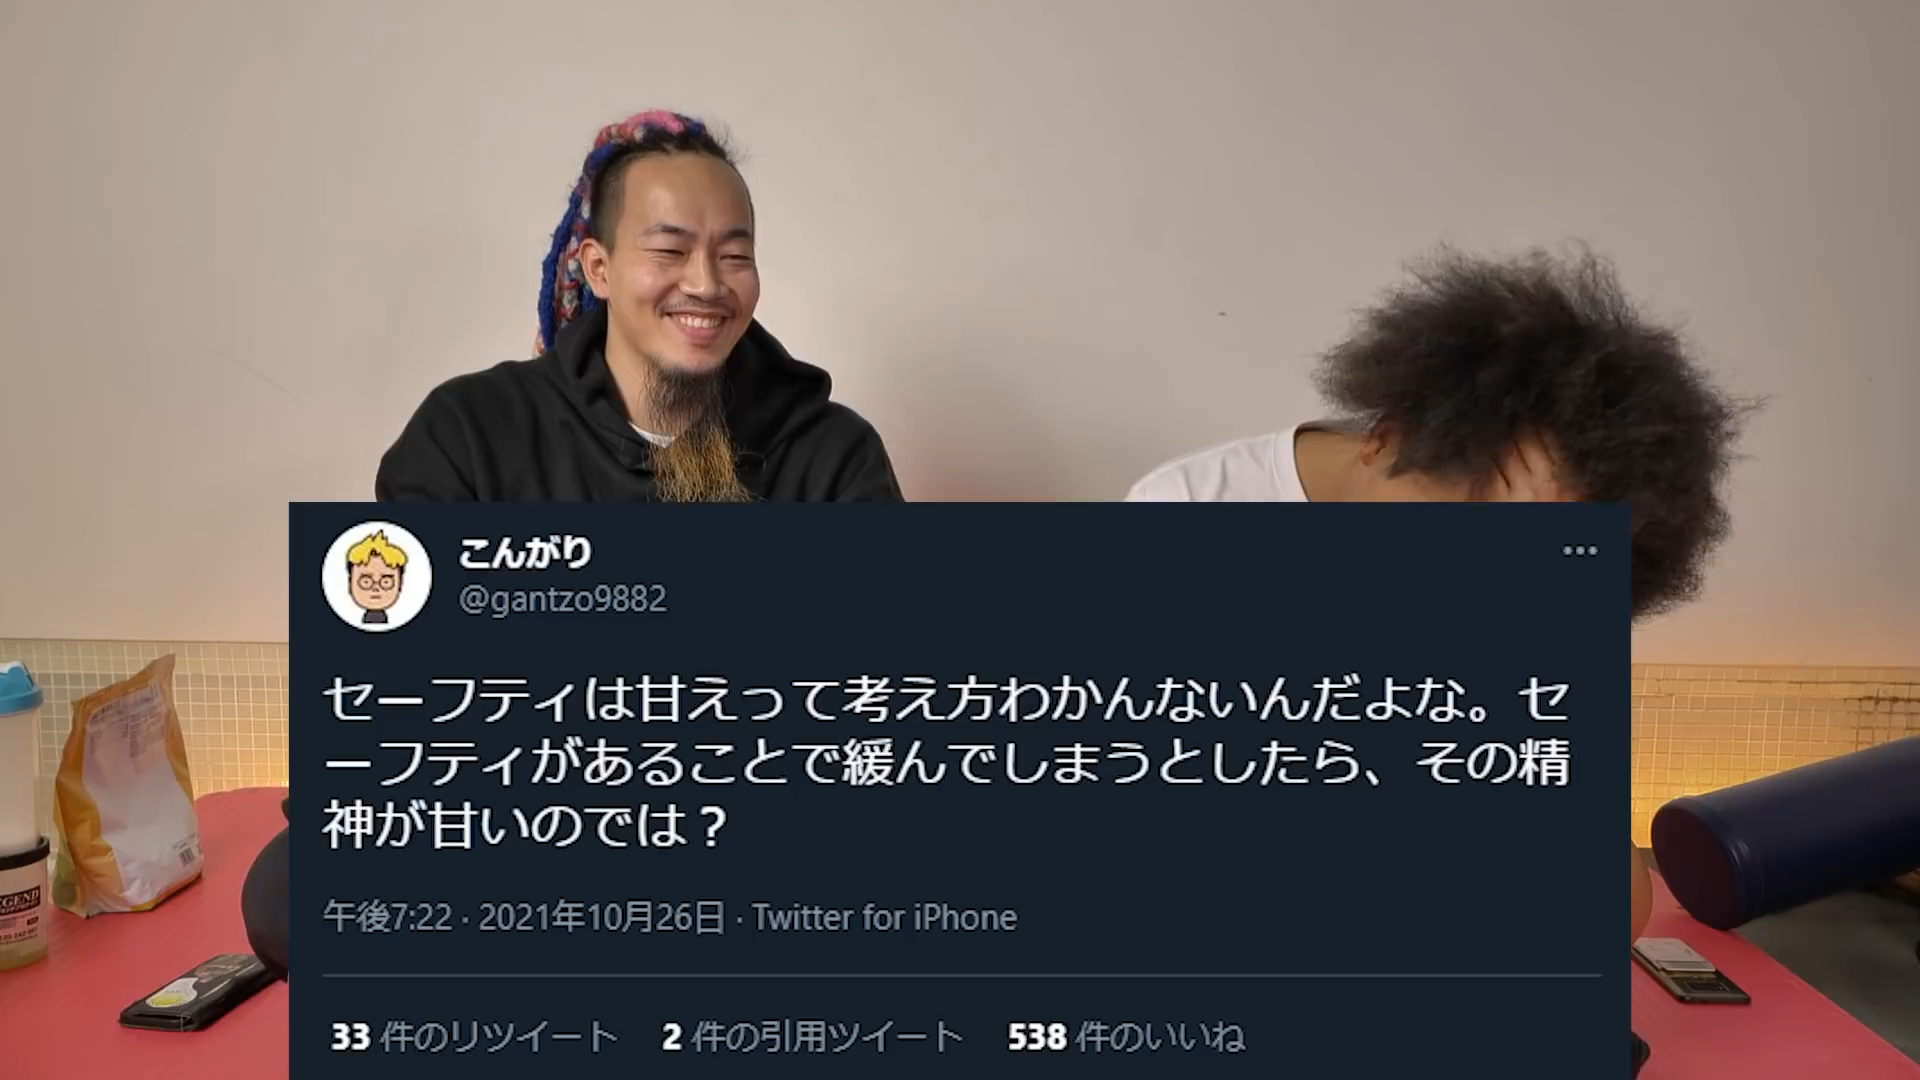 こんがり
@gantzo9882
セーフティは甘えって考え方わかんないんだよな。セ
ーフティがあることで緩んでしまうとしたら、その精
神が甘いのでは？
午後7:22 · 2021年10月26日 · Twitter for iPhone
33 件のリツイート 2 件の引用ツイート 538 件のいいね